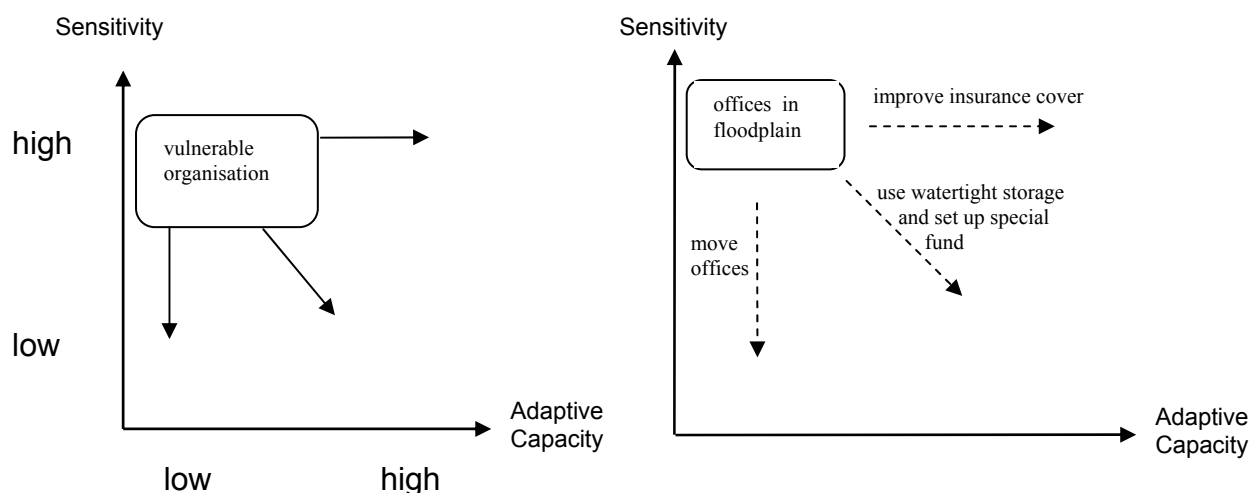 Sensitivity
high
vulnerable
organisation
low
Adaptive
Capacity
low
high
Sensitivity
offices in
floodplain
improve insurance cover
use watertight storage
and set up special
fund
move
offices
Adaptive
Capacity